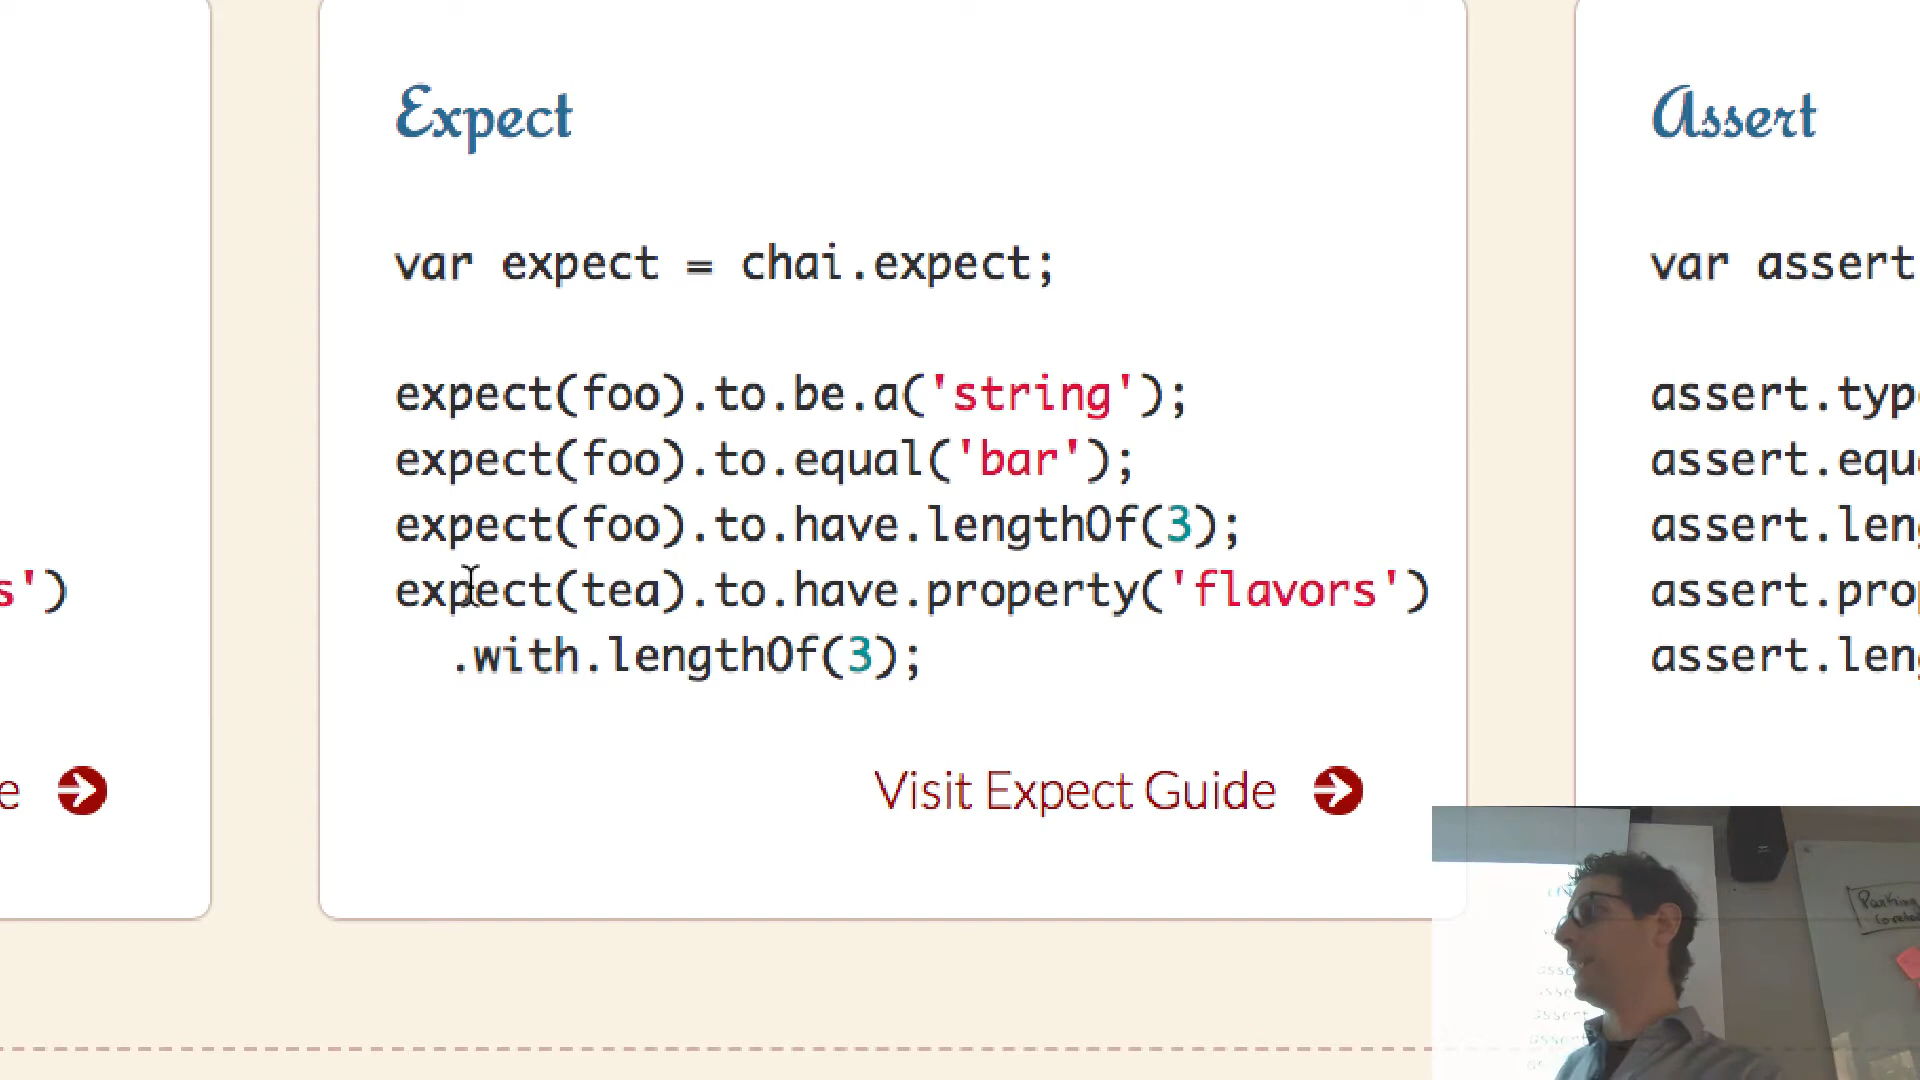 s')
e
Expect
var expect = chai.expect;
expect(foo).to.be.a('string');
expect(foo).to.equal('bar');
expect(foo).to.have.lengthOf(3);
expect(tea).to.have.property('flavors')
.with.lengthOf(3);
Visit Expect Guide
Assert
var assert
assert.type
assert.equ
assert.len
assert.pro
assert.len
Parking